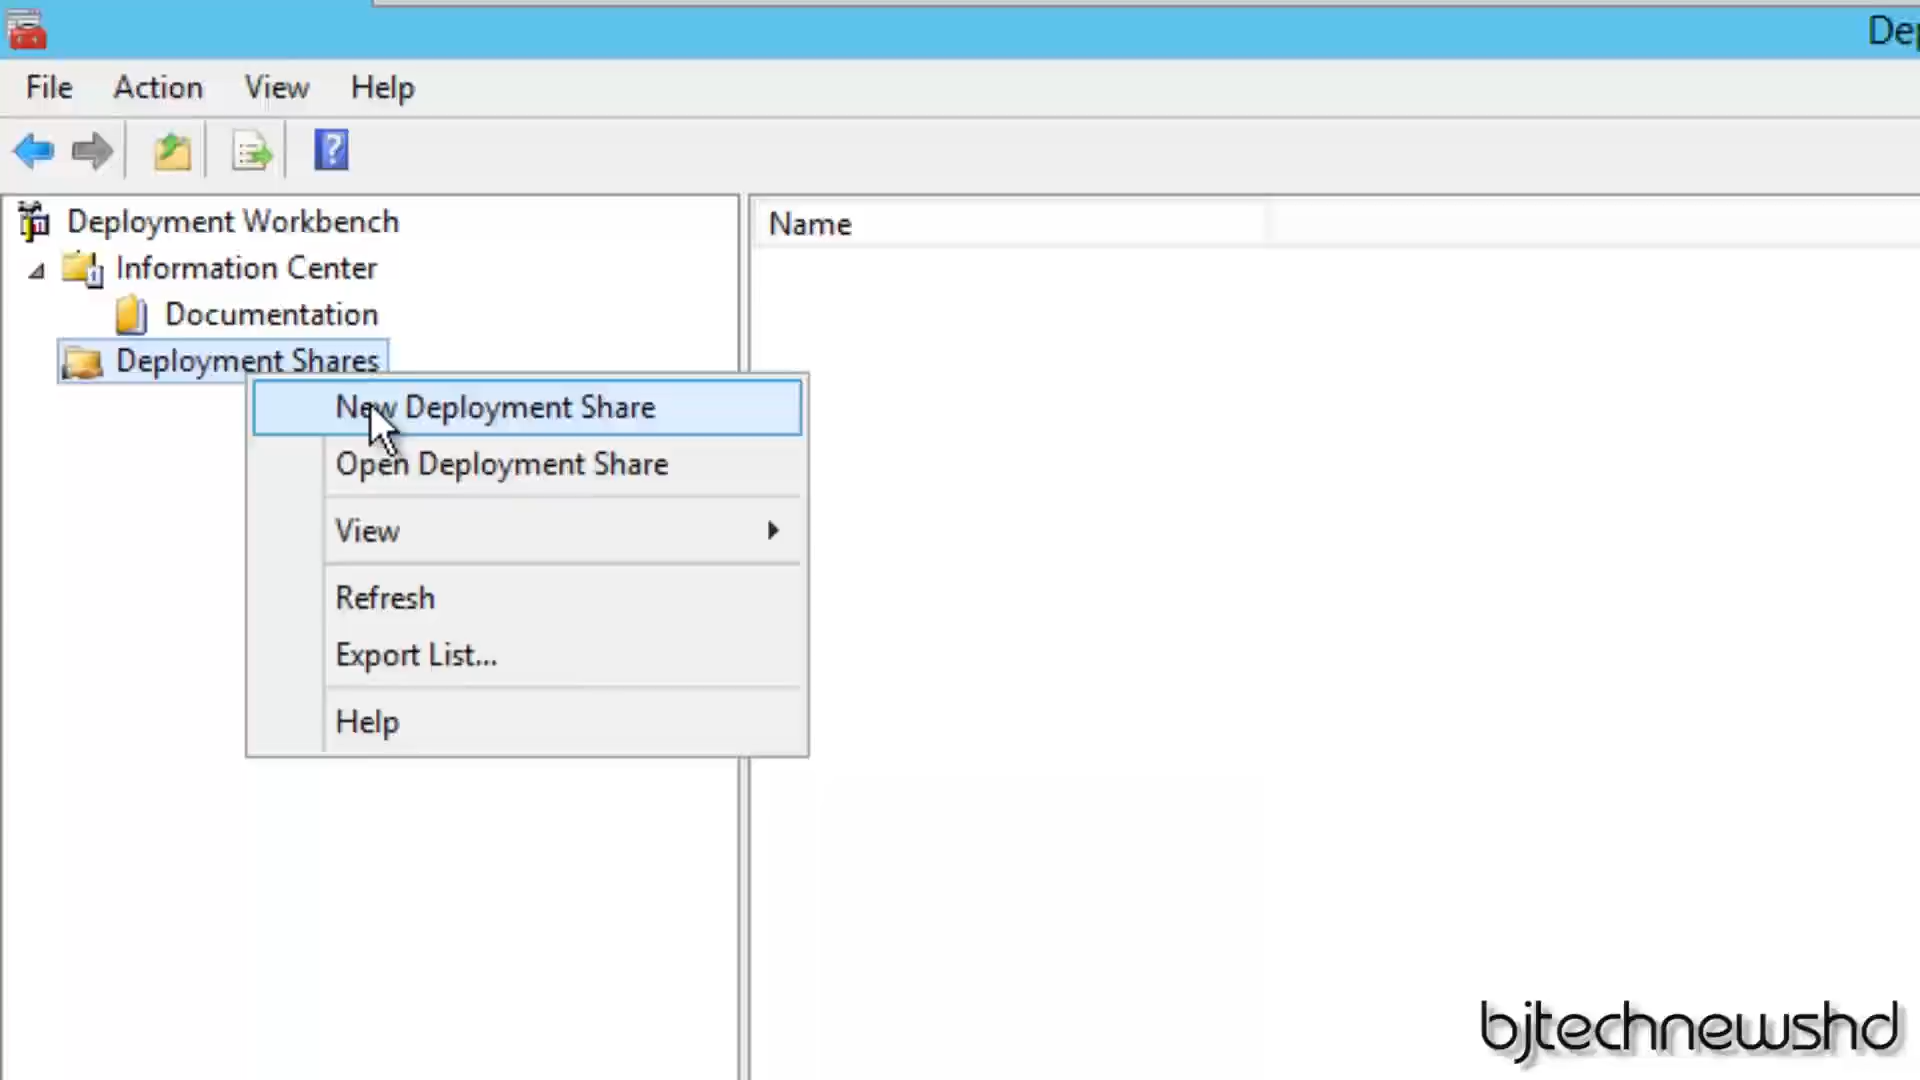 Dep
File Action View Help
Deployment Workbench
Information Center
Documentation
Deployment Shares
Name
New Deployment Share
Open Deployment Share
View
Refresh
Export List...
Help
bjtechnewshd